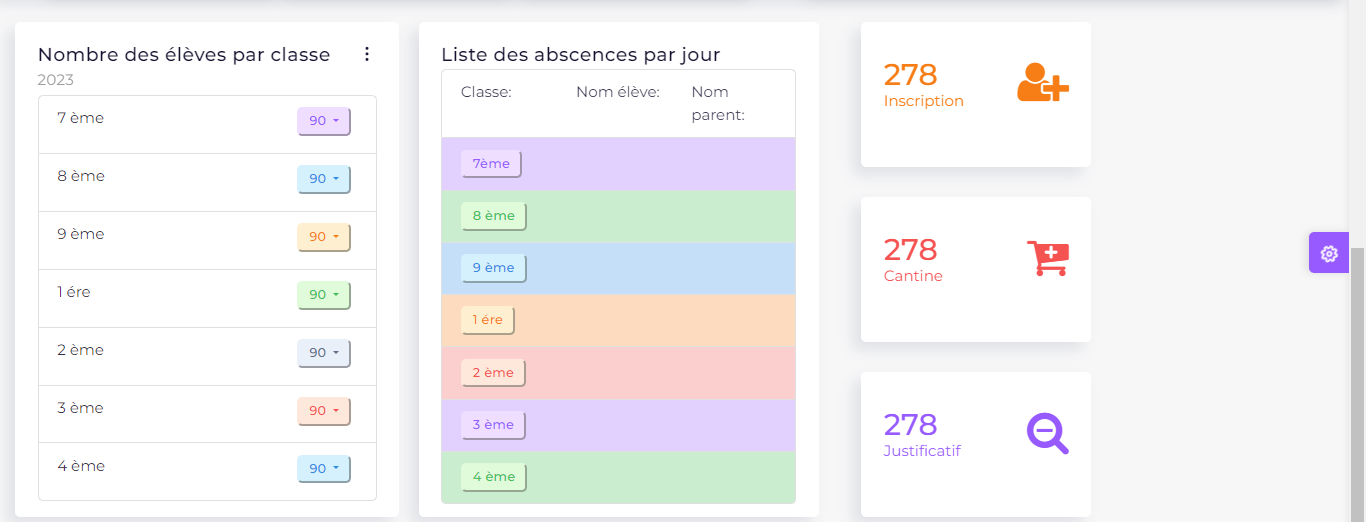 Nombre des élèves par classe
2023
7 ème 90
8 ème 90
9 ème 90
1 ére 90
2 ème 90
3 ème 90
4 ème 90
Liste des abscences par jour
Classe: Nom élève: Nom
parent:
7ème
8 ème
9 ème
1 ére
2 ème
3 ème
4 ème
278
Inscription
278
Cantine
278
Justificatif